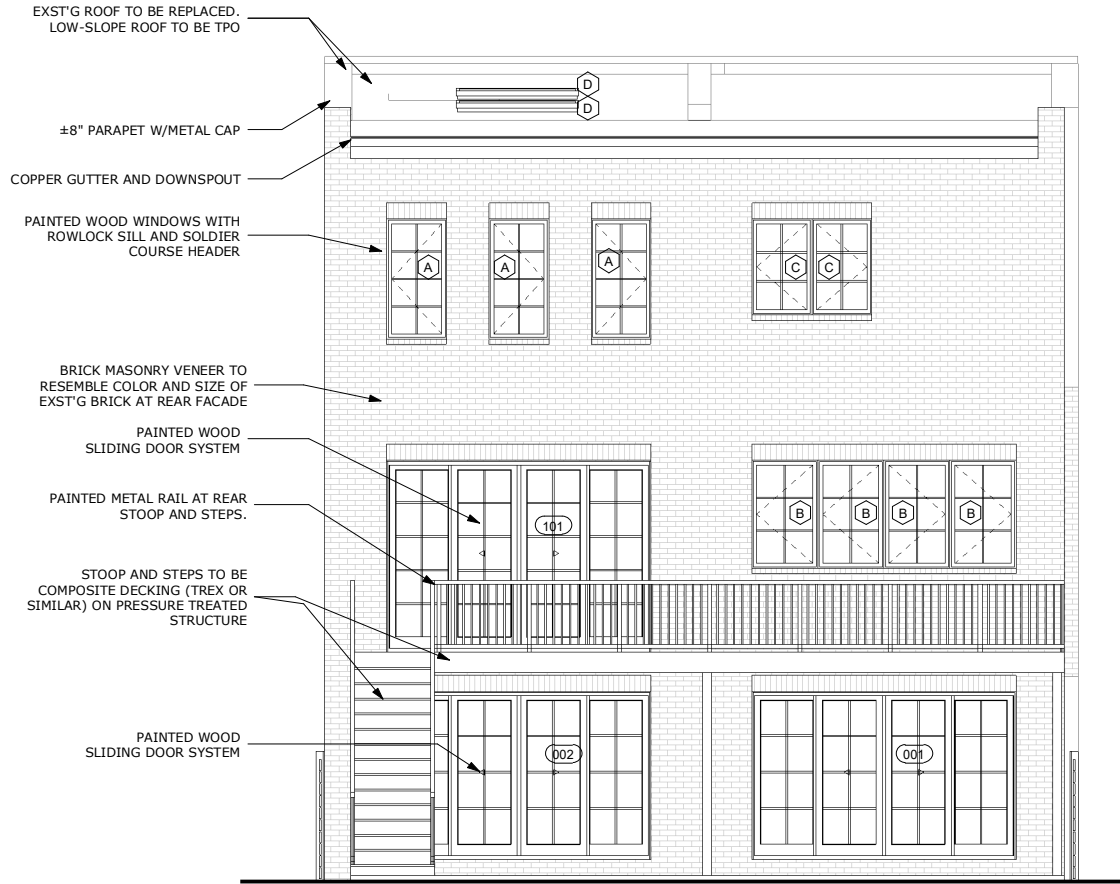 EXST'G ROOF TO BE REPLACED.
LOW-SLOPE ROOF TO BE TPO
D
D
±8" PARAPET W/METAL CAP
COPPER GUTTER AND DOWNSPOUT
PAINTED WOOD WINDOWS WITH
ROWLOCK SILL AND SOLDIER
COURSE HEADER
A
A
A
C
C
BRICK MASONRY VENEER TO
RESEMBLE COLOR AND SIZE OF
EXST'G BRICK AT REAR FACADE
PAINTED WOOD
SLIDING DOOR SYSTEM
PAINTED METAL RAIL AT REAR
STOOP AND STEPS.
101
B
B
B
B
STOOP AND STEPS TO BE
COMPOSITE DECKING (TREX OR
SIMILAR) ON PRESSURE TREATED
STRUCTURE
PAINTED WOOD
SLIDING DOOR SYSTEM
002
001